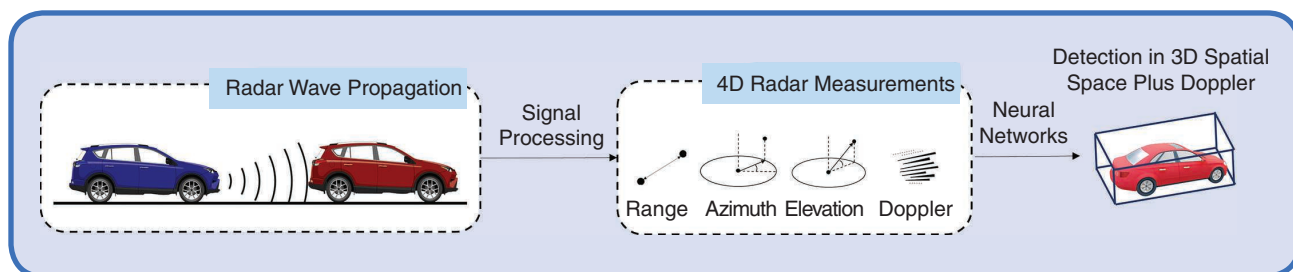 Radar Wave Propagation
Signal
Processing
4D Radar Measurements
Range Azimuth Elevation Doppler
Neural
Networks
Detection in 3D Spatial
Space Plus Doppler